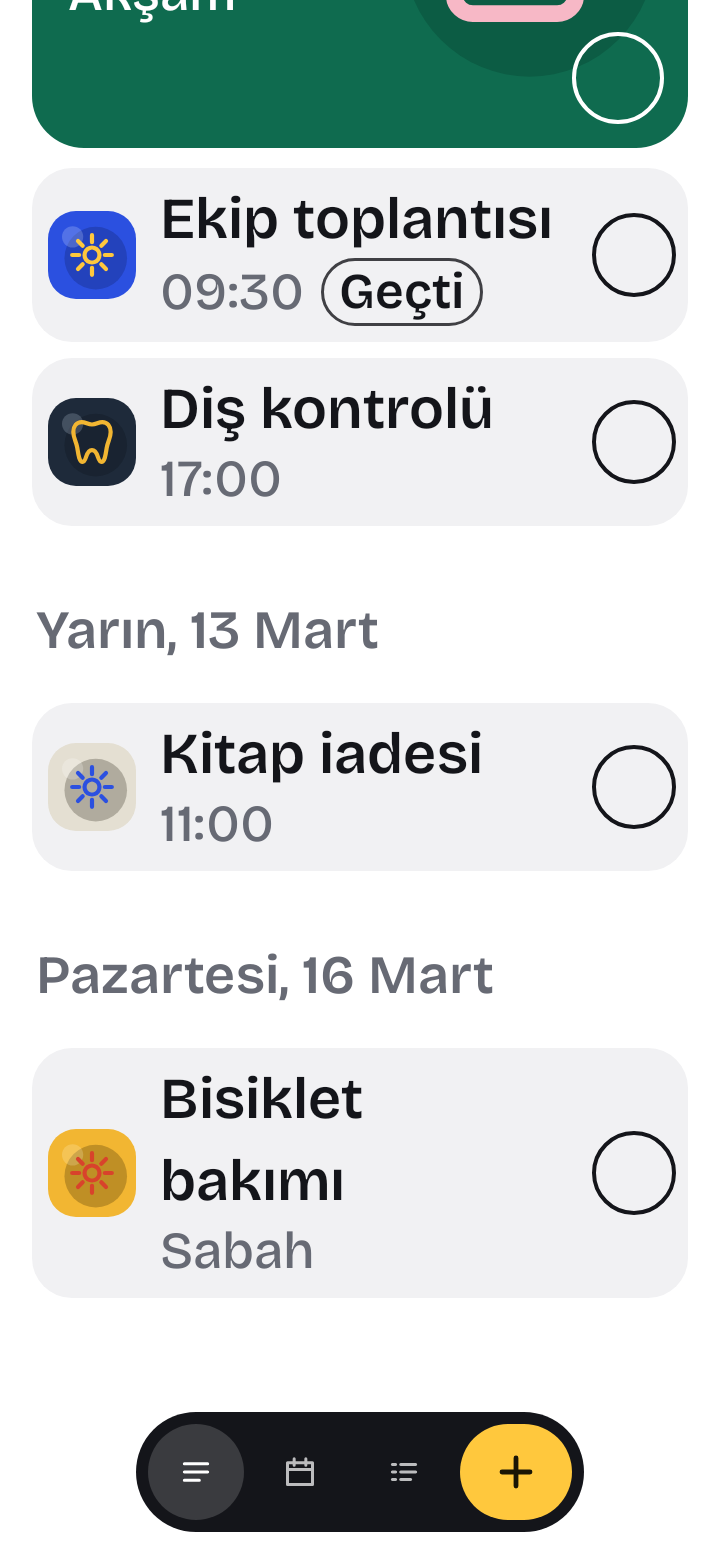 Akşam
Ekip toplantısı
09:30 Geçti
Diş kontrolü
17:00
Yarın, 13 Mart
Kitap iadesi
11:00
Pazartesi, 16 Mart
Bisiklet
bakımı
Sabah